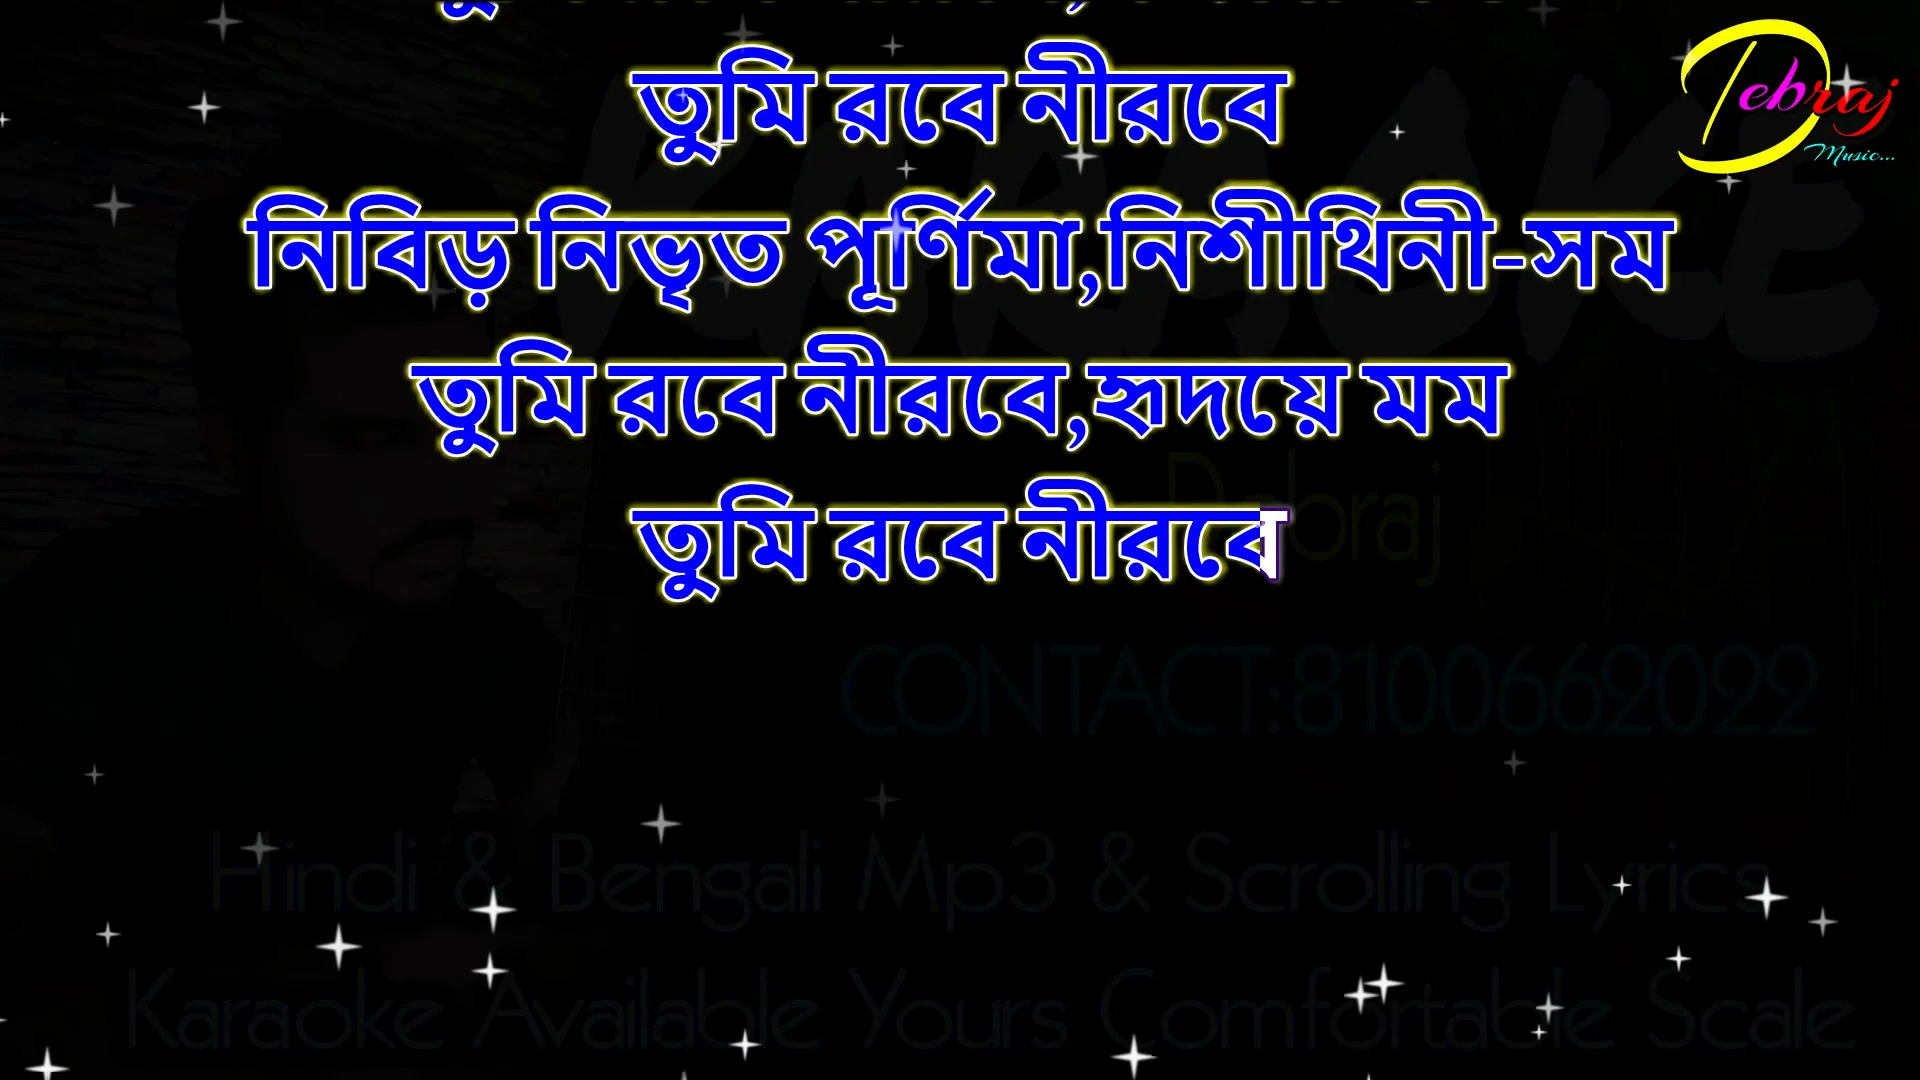 তুমি রবে নীরবে
নিবিড় নিভৃত পূর্ণিমা,নিশীথিনী-সম
তুমি রবে নীরবে,হৃদয়ে মম
তুমি রবে নীরবে
Debraj
Music...
KARAOKE
Debraj
CONTACT:8100662022
Hindi & Bengali Mp3 & Scrolling Lyrics
Karaoke Available Yours Comfortable Scale